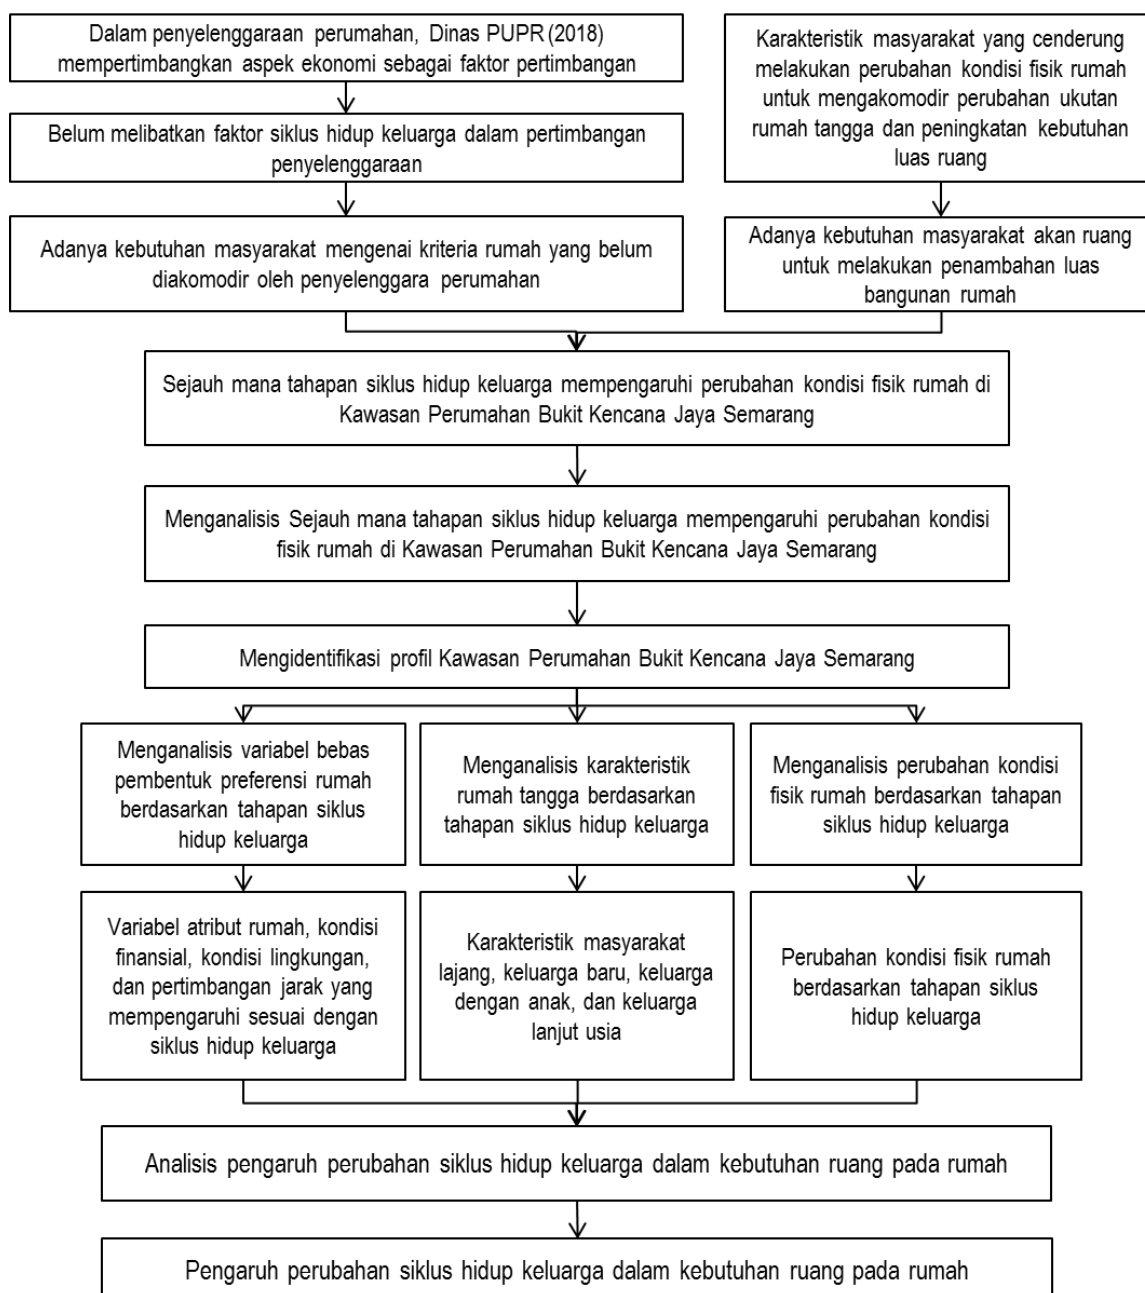 Dalam penyelenggaraan perumahan, Dinas PUPR (2018)
mempertimbangkan aspek ekonomi sebagai faktor pertimbangan
Belum melibatkan faktor siklus hidup keluarga dalam pertimbangan
penyelenggaraan
Adanya kebutuhan masyarakat mengenai kriteria rumah yang belum
diakomodir oleh penyelenggara perumahan
Karakteristik masyarakat yang cenderung
melakukan perubahan kondisi fisik rumah
untuk mengakomodir perubahan ukutan
rumah tangga dan peningkatan kebutuhan
luas ruang
Adanya kebutuhan masyarakat akan ruang
untuk melakukan penambahan luas
bangunan rumah
Sejauh mana tahapan siklus hidup keluarga mempengaruhi perubahan kondisi fisik rumah di
Kawasan Perumahan Bukit Kencana Jaya Semarang
Menganalisis Sejauh mana tahapan siklus hidup keluarga mempengaruhi perubahan kondisi
fisik rumah di Kawasan Perumahan Bukit Kencana Jaya Semarang
Mengidentifikasi profil Kawasan Perumahan Bukit Kencana Jaya Semarang
Menganalisis variabel bebas
pembentuk preferensi rumah
berdasarkan tahapan siklus
hidup keluarga
Menganalisis karakteristik
rumah tangga berdasarkan
tahapan siklus hidup keluarga
Menganalisis perubahan kondisi
fisik rumah berdasarkan tahapan
siklus hidup keluarga
Variabel atribut rumah, kondisi
finansial, kondisi lingkungan,
dan pertimbangan jarak yang
mempengaruhi sesuai dengan
siklus hidup keluarga
Karakteristik masyarakat
lajang, keluarga baru, keluarga
dengan anak, dan keluarga
lanjut usia
Perubahan kondisi fisik rumah
berdasarkan tahapan siklus
hidup keluarga
Analisis pengaruh perubahan siklus hidup keluarga dalam kebutuhan ruang pada rumah
Pengaruh perubahan siklus hidup keluarga dalam kebutuhan ruang pada rumah